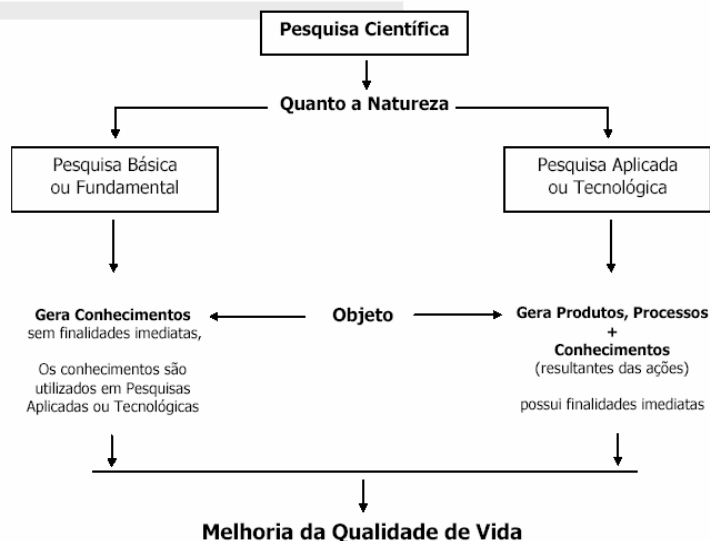 Pesquisa Científica
Quanto a Natureza
Pesquisa Básica
ou Fundamental
Pesquisa Aplicada
ou Tecnológica
Gera Conhecimentos
sem finalidades imediatas,
Os conhecimentos são
utilizados em Pesquisas
Aplicadas ou Tecnológicas
Objeto
Gera Produtos, Processos
+
Conhecimentos
(resultantes das ações)
possui finalidades imediatas
Melhoria da Qualidade de Vida